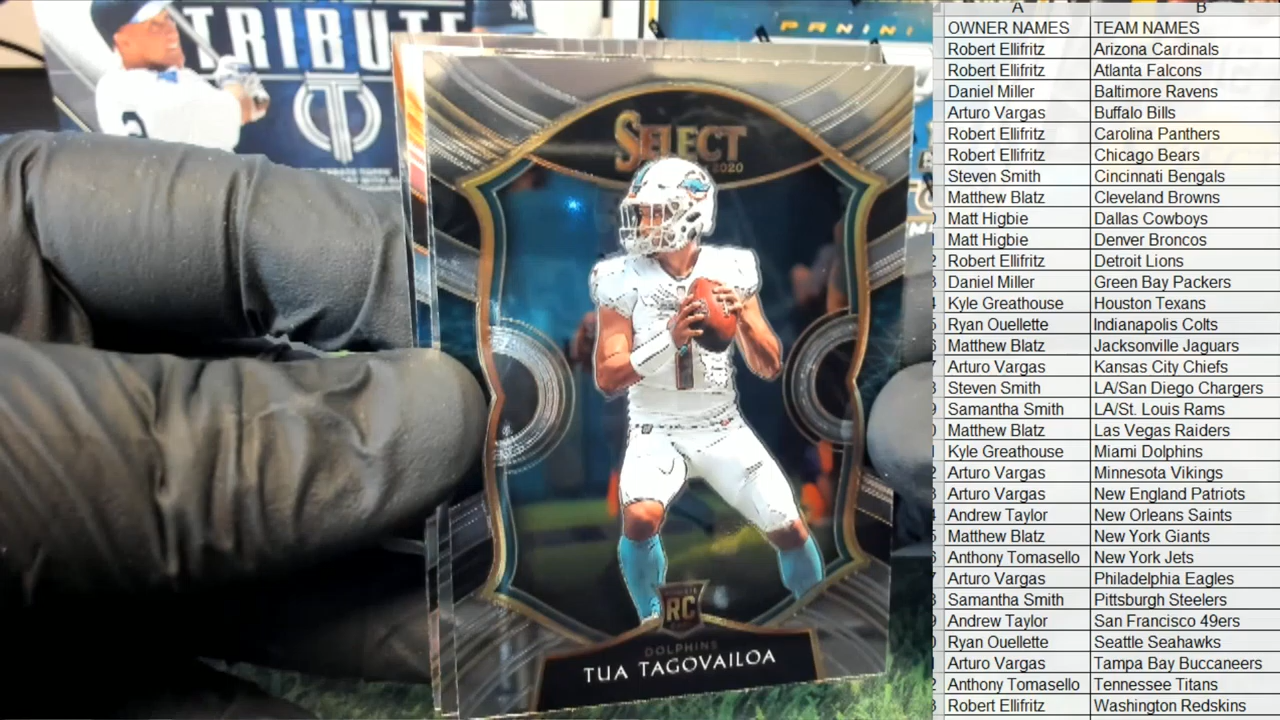 TRIBUTE
PANINI
SELECT
2020
1
RC
DOLPHINS
TUA TAGOVAILOA
A B
OWNER NAMES TEAM NAMES
Robert Ellifritz Arizona Cardinals
Robert Ellifritz Atlanta Falcons
Daniel Miller Baltimore Ravens
Arturo Vargas Buffalo Bills
Robert Ellifritz Carolina Panthers
Robert Ellifritz Chicago Bears
Steven Smith Cincinnati Bengals
Matthew Blatz Cleveland Browns
Matt Higbie Dallas Cowboys
Matt Higbie Denver Broncos
Robert Ellifritz Detroit Lions
Daniel Miller Green Bay Packers
Kyle Greathouse Houston Texans
Ryan Ouellette Indianapolis Colts
Matthew Blatz Jacksonville Jaguars
Arturo Vargas Kansas City Chiefs
Steven Smith LA/San Diego Chargers
Samantha Smith LA/St. Louis Rams
Matthew Blatz Las Vegas Raiders
Kyle Greathouse Miami Dolphins
Arturo Vargas Minnesota Vikings
Arturo Vargas New England Patriots
Andrew Taylor New Orleans Saints
Matthew Blatz New York Giants
Anthony Tomasello New York Jets
Arturo Vargas Philadelphia Eagles
Samantha Smith Pittsburgh Steelers
Andrew Taylor San Francisco 49ers
Ryan Ouellette Seattle Seahawks
Arturo Vargas Tampa Bay Buccaneers
Anthony Tomasello Tennessee Titans
Robert Ellifritz Washington Redskins